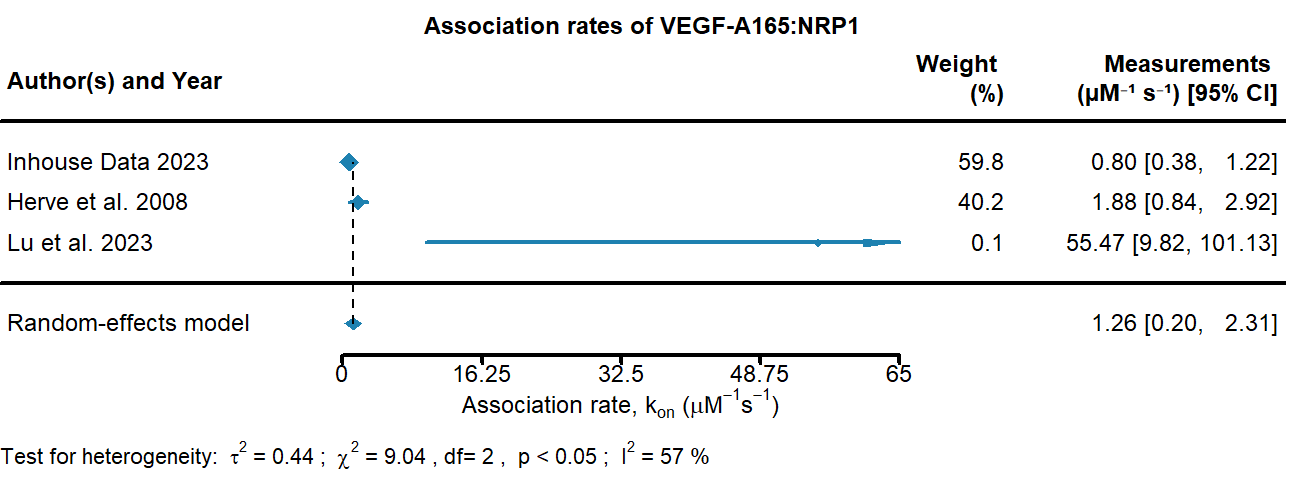 Association rates of VEGF-A165:NRP1
Author(s) and Year Weight (%) Measurements (μM⁻¹ s⁻¹) [95% CI]
Inhouse Data 2023 59.8 0.80 [0.38, 1.22]
Herve et al. 2008 40.2 1.88 [0.84, 2.92]
Lu et al. 2023 0.1 55.47 [9.82, 101.13]
Random-effects model 1.26 [0.20, 2.31]
0 16.25 32.5 48.75 65
Association rate, kₒₙ (μM⁻¹s⁻¹)
Test for heterogeneity: τ² = 0.44 ; χ² = 9.04 , df= 2 , p < 0.05 ; I² = 57 %